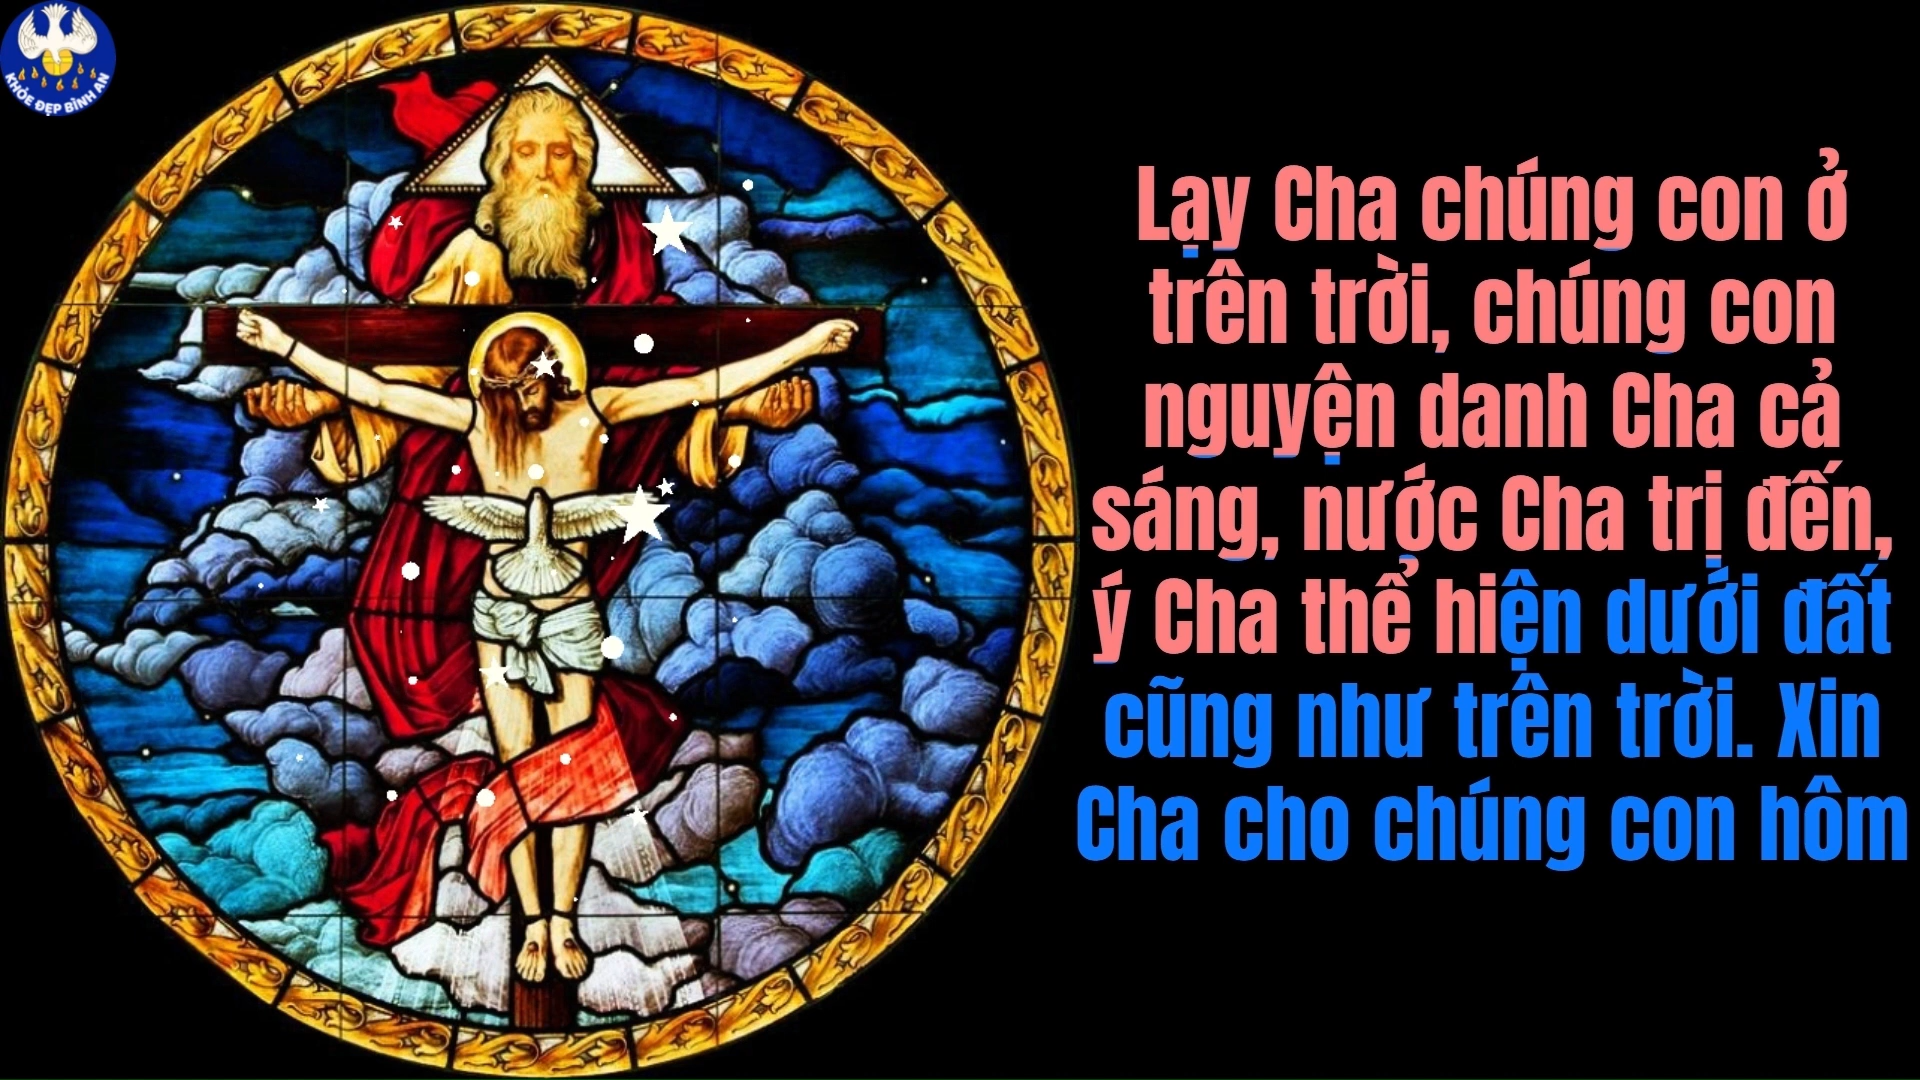 KHỎE ĐẸP BÌNH AN
Lạy Cha chúng con ở
trên trời, chúng con
nguyện danh Cha cả
sáng, nước Cha trị đến,
ý Cha thể hiện dưới đất
cũng như trên trời. Xin
Cha cho chúng con hôm